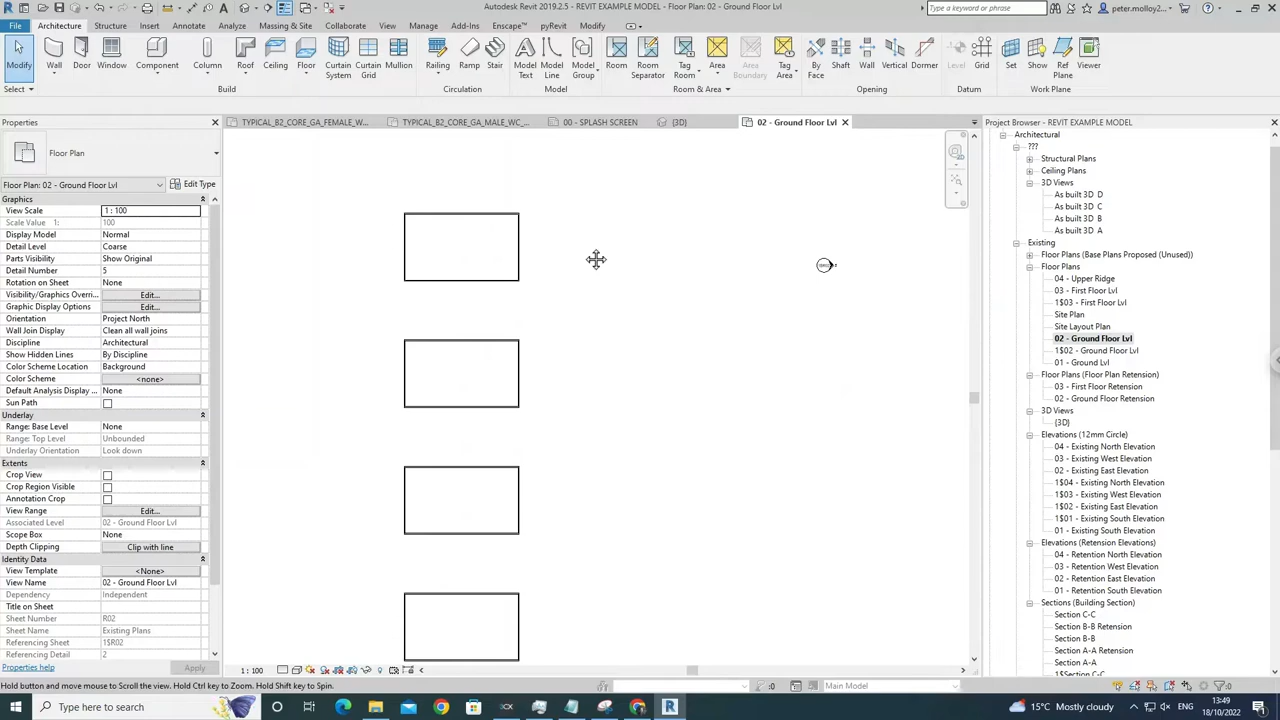 Autodesk Revit 2019.2.5 - REVIT EXAMPLE MODEL - Floor Plan: 02 - Ground Floor Lvl
Type a keyword or phrase
peter.molloy2...
File Architecture Structure Insert Annotate Analyze Massing & Site Collaborate View Manage Add-Ins Enscape™ pyRevit Modify
Modify Wall Door Window Component Column Roof Ceiling Floor Curtain System Curtain Grid Mullion Railing Ramp Stair Model Text Model Line Model Group Room Room Separator Tag Room Area Area Boundary Tag Area By Face Shaft Wall Vertical Dormer Level Grid Set Show Ref Plane Viewer
Select Build Circulation Model Room & Area Opening Datum Work Plane
Properties
TYPICAL_B2_CORE_GA_FEMALE_W... TYPICAL_B2_CORE_GA_MALE_WC_... 00 - SPLASH SCREEN {3D} 02 - Ground Floor Lvl
Project Browser - REVIT EXAMPLE MODEL
Floor Plan
Floor Plan: 02 - Ground Floor Lvl Edit Type
Graphics
View Scale 1 : 100
Scale Value 1: 100
Display Model Normal
Detail Level Coarse
Parts Visibility Show Original
Detail Number 5
Rotation on Sheet None
Visibility/Graphics Overri... Edit...
Graphic Display Options Edit...
Orientation Project North
Wall Join Display Clean all wall joins
Discipline Architectural
Show Hidden Lines By Discipline
Color Scheme Location Background
Color Scheme <none>
Default Analysis Display ... None
Sun Path
Underlay
Range: Base Level None
Range: Top Level Unbounded
Underlay Orientation Look down
Extents
Crop View
Crop Region Visible
Annotation Crop
View Range Edit...
Associated Level 02 - Ground Floor Lvl
Scope Box None
Depth Clipping Clip with line
Identity Data
View Template <None>
View Name 02 - Ground Floor Lvl
Dependency Independent
Title on Sheet
Sheet Number R02
Sheet Name Existing Plans
Referencing Sheet 1$R02
Referencing Detail 2
Properties help Apply
Architectural
???
Structural Plans
Ceiling Plans
3D Views
As built 3D D
As built 3D C
As built 3D B
As built 3D A
Existing
Floor Plans (Base Plans Proposed (Unused))
Floor Plans
04 - Upper Ridge
03 - First Floor Lvl
1$03 - First Floor Lvl
Site Plan
Site Layout Plan
02 - Ground Floor Lvl
1$02 - Ground Floor Lvl
01 - Ground Lvl
Floor Plans (Floor Plan Retension)
03 - First Floor Retension
02 - Ground Floor Retension
3D Views
{3D}
Elevations (12mm Circle)
04 - Existing North Elevation
03 - Existing West Elevation
02 - Existing East Elevation
1$04 - Existing North Elevation
1$03 - Existing West Elevation
1$02 - Existing East Elevation
1$01 - Existing South Elevation
01 - Existing South Elevation
Elevations (Retension Elevations)
04 - Retension North Elevation
03 - Retension West Elevation
02 - Retension East Elevation
01 - Retension South Elevation
Sections (Building Section)
Section C-C
Section B-B Retension
Section B-B
Section A-A Retension
Section A-A
1$Section C-C
1 : 100
Hold button and move mouse to Scroll the view. Hold Ctrl key to Zoom. Hold Shift key to Spin.
:0 Main Model :0
Type here to search
15°C Mostly cloudy
13:49
18/10/2022